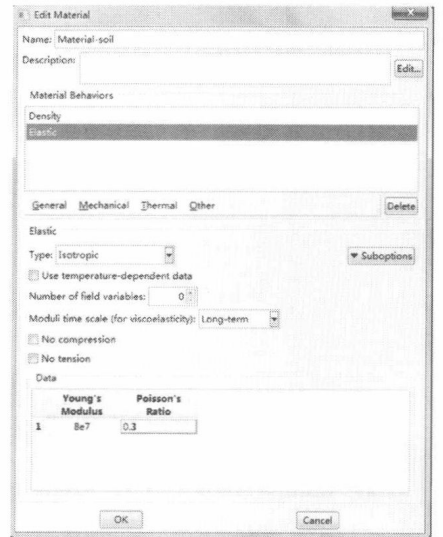 Edit Material
Name: Material-soil
Description:
Edit...
Material Behaviors
Density
Elastic
General Mechanical Thermal Other Delete
Elastic
Type: Isotropic Suboptions
Use temperature-dependent data
Number of field variables: 0
Moduli time scale (for viscoelasticity): Long-term
No compression
No tension
Data
Young's Modulus Poisson's Ratio
1 8e7 0.3
OK Cancel